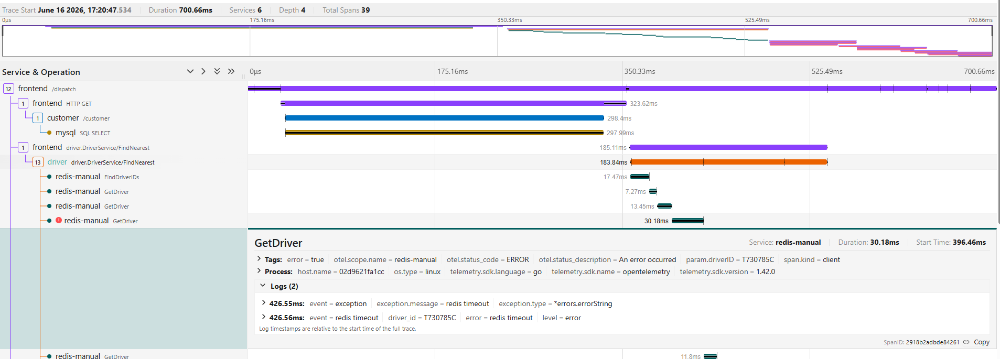 Trace Start June 16 2026, 17:20:47.534 Duration 700.66ms Services 6 Depth 4 Total Spans 39
0μs 175.16ms 350.33ms 525.49ms 700.66ms
Service & Operation 0μs 175.16ms 350.33ms 525.49ms 700.66ms
12 frontend /dispatch
1 frontend HTTP GET 323.62ms
1 customer /customer 298.4ms
mysql SQL SELECT 297.99ms
1 frontend driver.DriverService/FindNearest 185.11ms
13 driver driver.DriverService/FindNearest 183.84ms
redis-manual FindDriverIDs 17.47ms
redis-manual GetDriver 7.27ms
redis-manual GetDriver 13.45ms
redis-manual GetDriver 30.18ms
GetDriver Service: redis-manual Duration: 30.18ms Start Time: 396.46ms
Tags: error = true otel.scope.name = redis-manual otel.status_code = ERROR otel.status_description = An error occurred param.driverID = T730785C span.kind = client
Process: host.name = 02d9621fa1cc os.type = linux telemetry.sdk.language = go telemetry.sdk.name = opentelemetry telemetry.sdk.version = 1.42.0
Logs (2)
426.55ms: event = exception exception.message = redis timeout exception.type = *errors.errorString
426.56ms: event = redis timeout driver_id = T730785C error = redis timeout level = error
Log timestamps are relative to the start time of the full trace.
SpanID: 2918b2adbde84261 Copy
redis-manual GetDriver 11.8ms